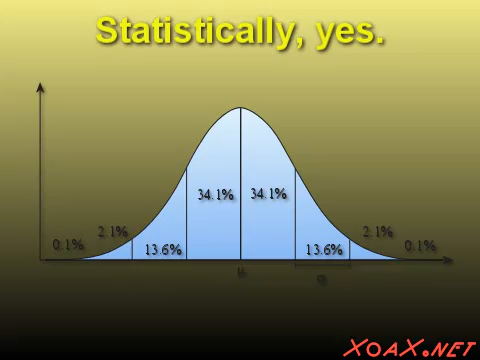 Statistically, yes.
34.1% 34.1%
0.1% 2.1% 13.6% 13.6% 2.1% 0.1%
μ
σ
XOAX.NET